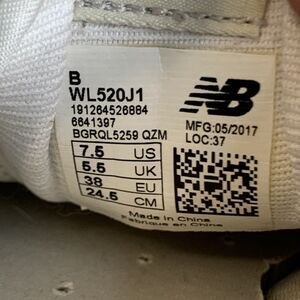 B
WL520J1
191264526884
6641397
BGRQL5259 QZM
7.5 US
5.5 UK
38 EU
24.5 CM
NB
MFG:05/2017
LOC:37
Made in China
Fabriqué en Chine